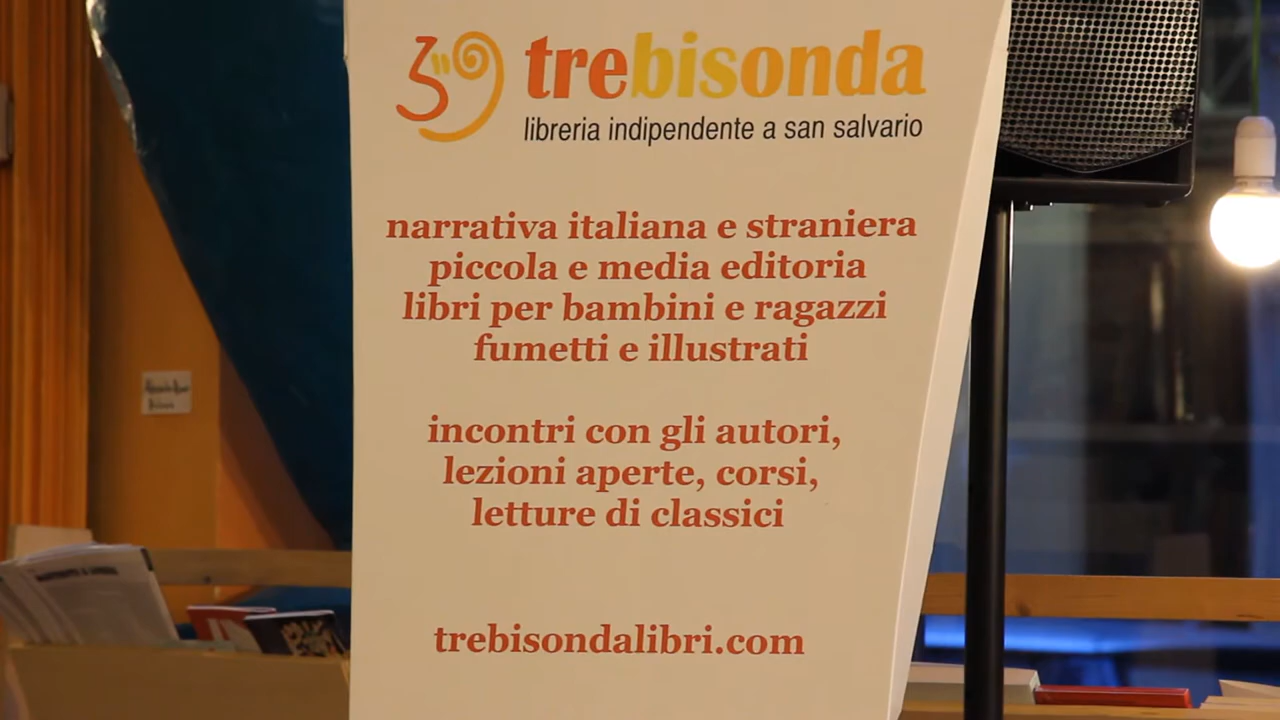 trebisonda
libreria indipendente a san salvario
narrativa italiana e straniera
piccola e media editoria
libri per bambini e ragazzi
fumetti e illustrati
incontri con gli autori,
lezioni aperte, corsi,
letture di classici
trebisondalibri.com